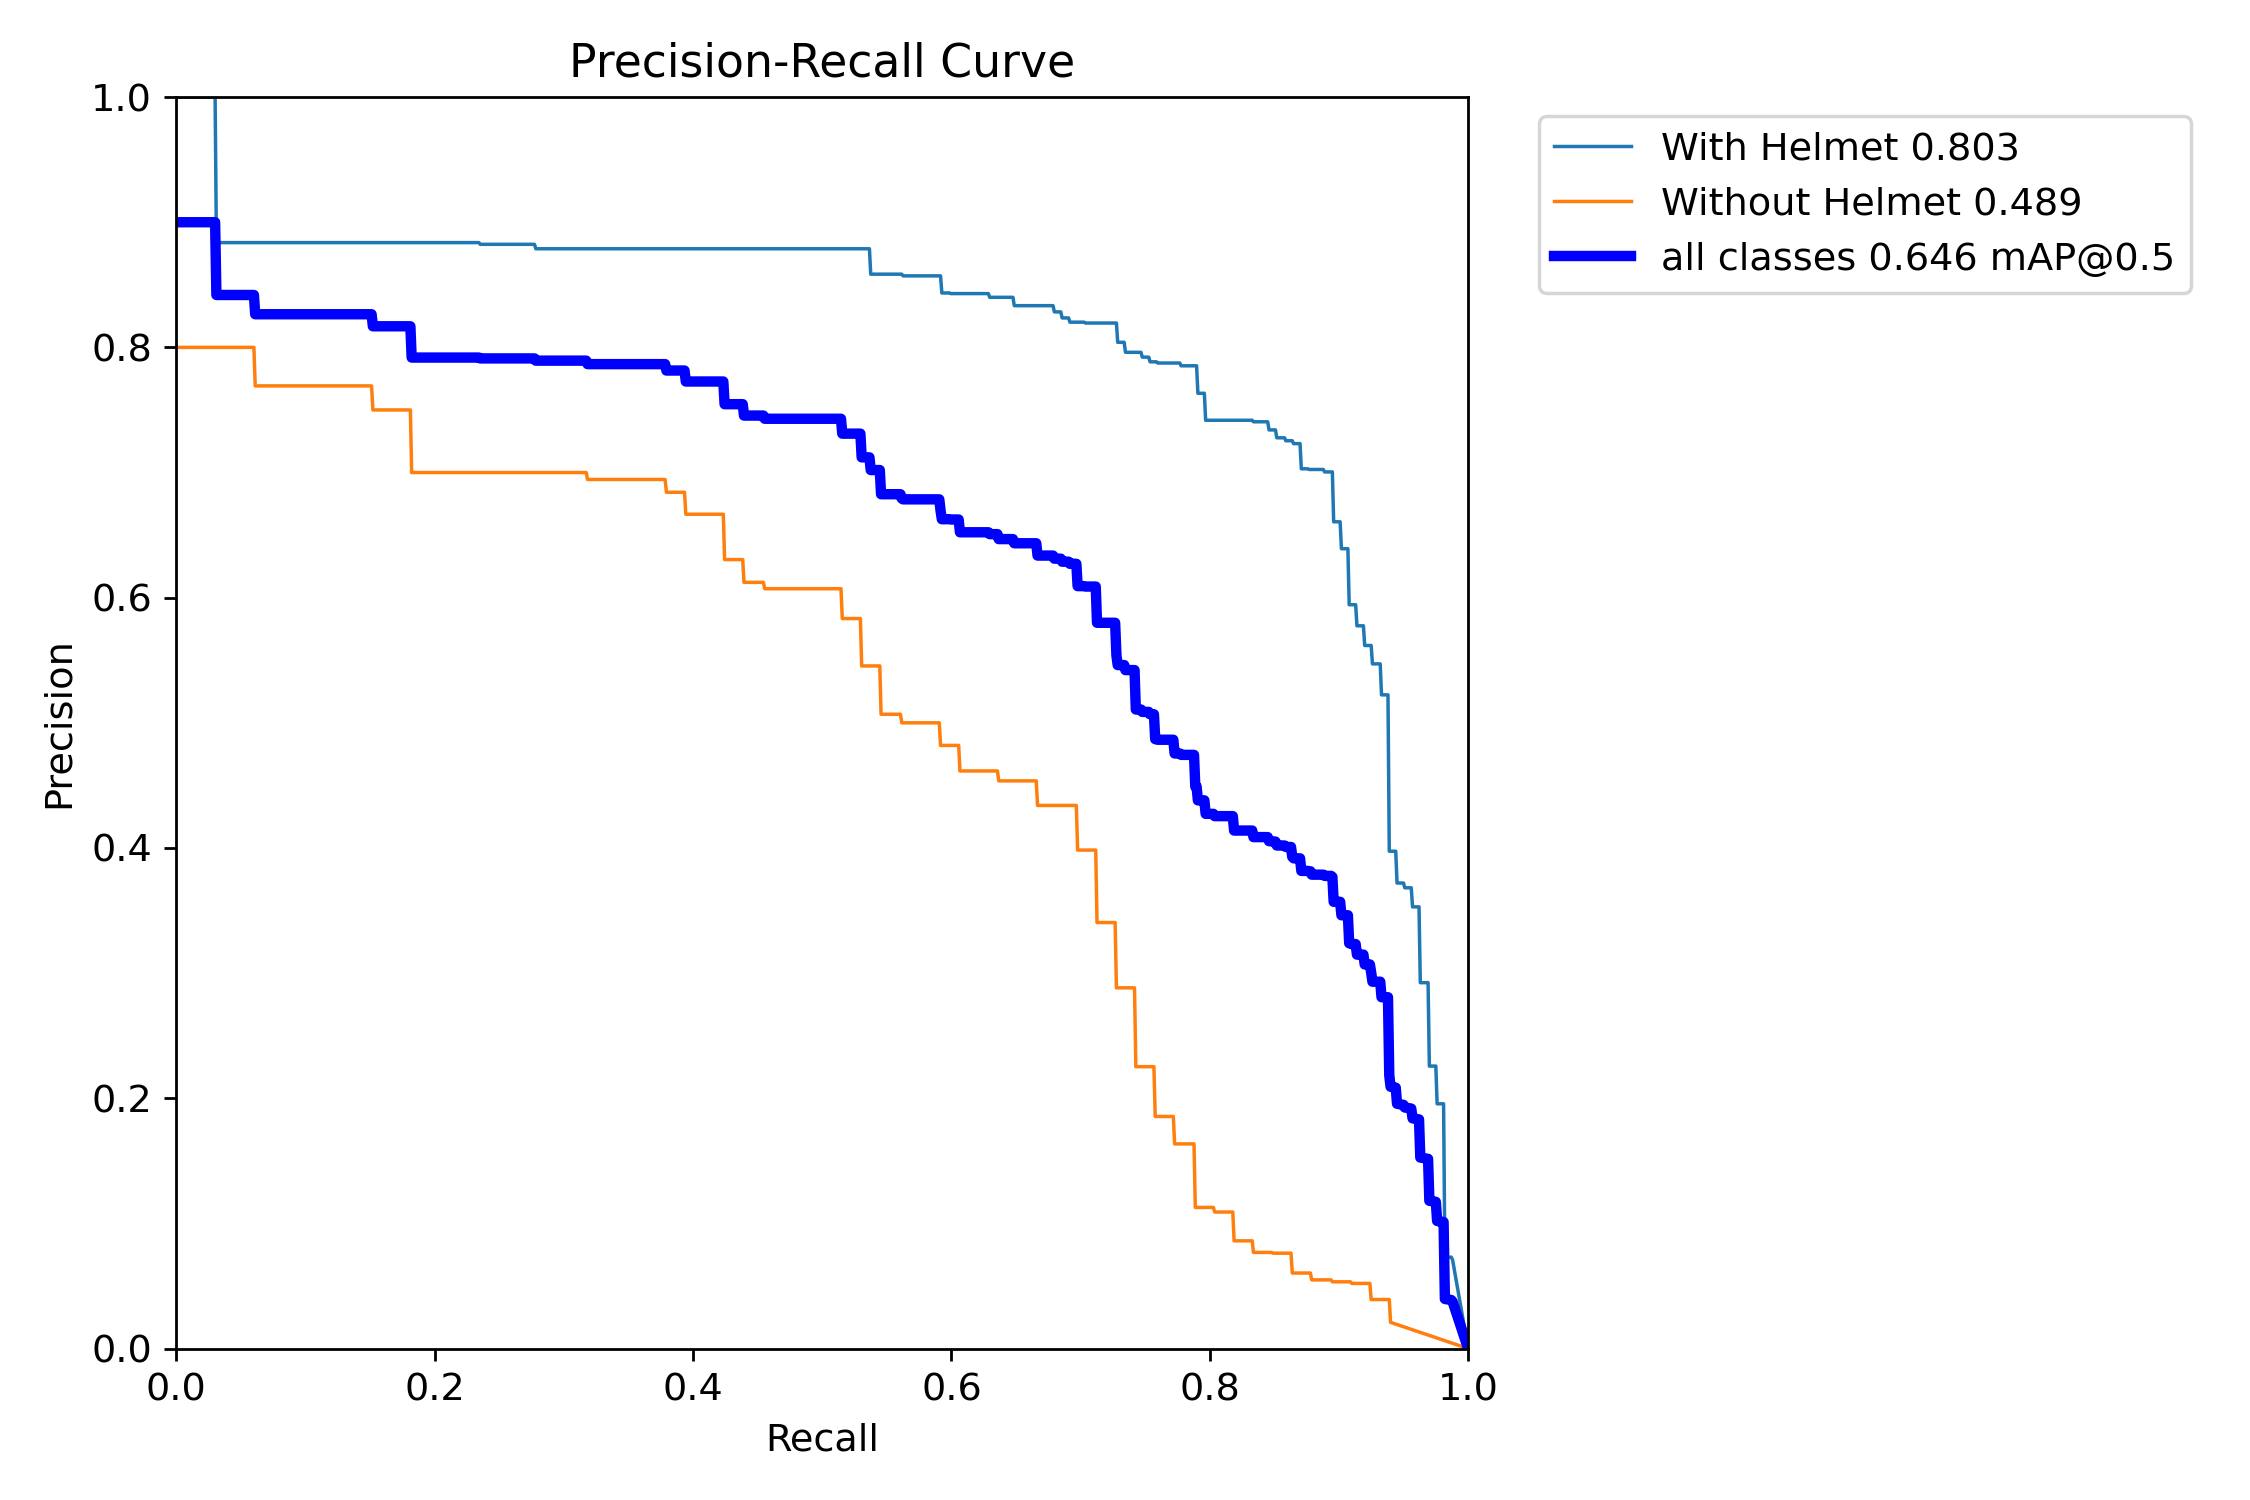 Precision-Recall Curve
1.0
0.8
0.6
0.4
0.2
0.0
Precision
0.0 0.2 0.4 0.6 0.8 1.0
Recall
With Helmet 0.803
Without Helmet 0.489
all classes 0.646 mAP@0.5